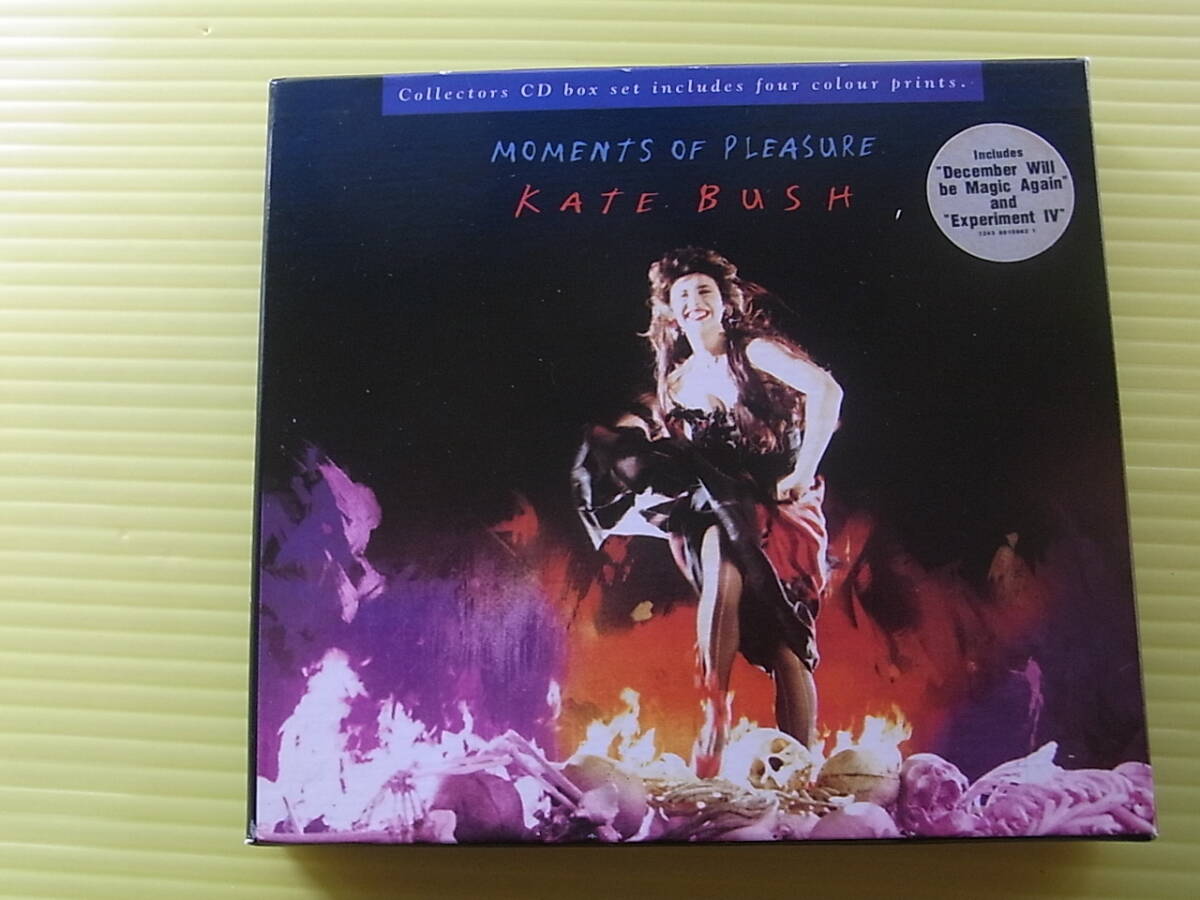 Collectors CD box set includes four colour prints.
MOMENTS OF PLEASURE
KATE BUSH
Includes
"December Will
be Magic Again"
and
"Experiment IV"